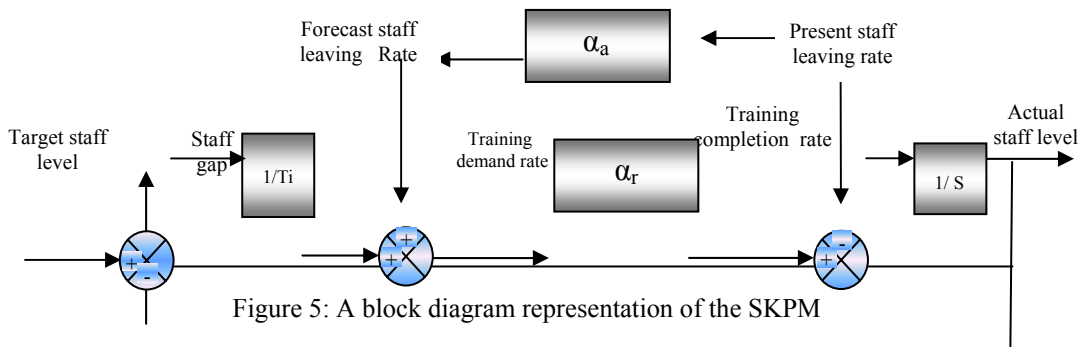 Forecast staff
leaving Rate
αa
Present staff
leaving rate
Target staff
level
Staff
gap
1/Ti
Training
demand rate
αr
Training
completion rate
1/ S
Actual
staff level
+
-
+
+
-
+
Figure 5: A block diagram representation of the SKPM